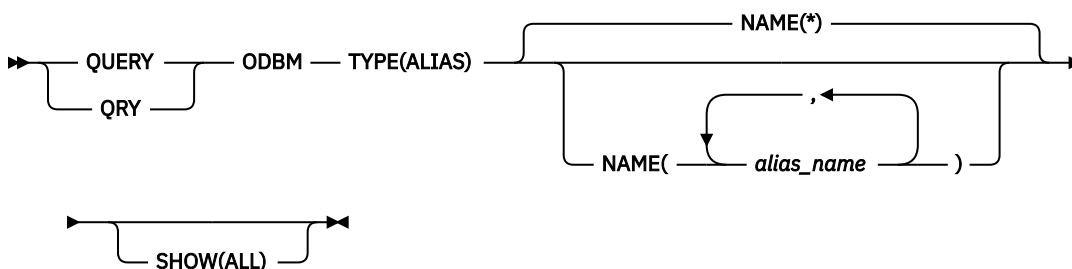 NAME(*)
QUERY ODBM TYPE(ALIAS)
QRY
,
NAME( alias_name )
SHOW(ALL)